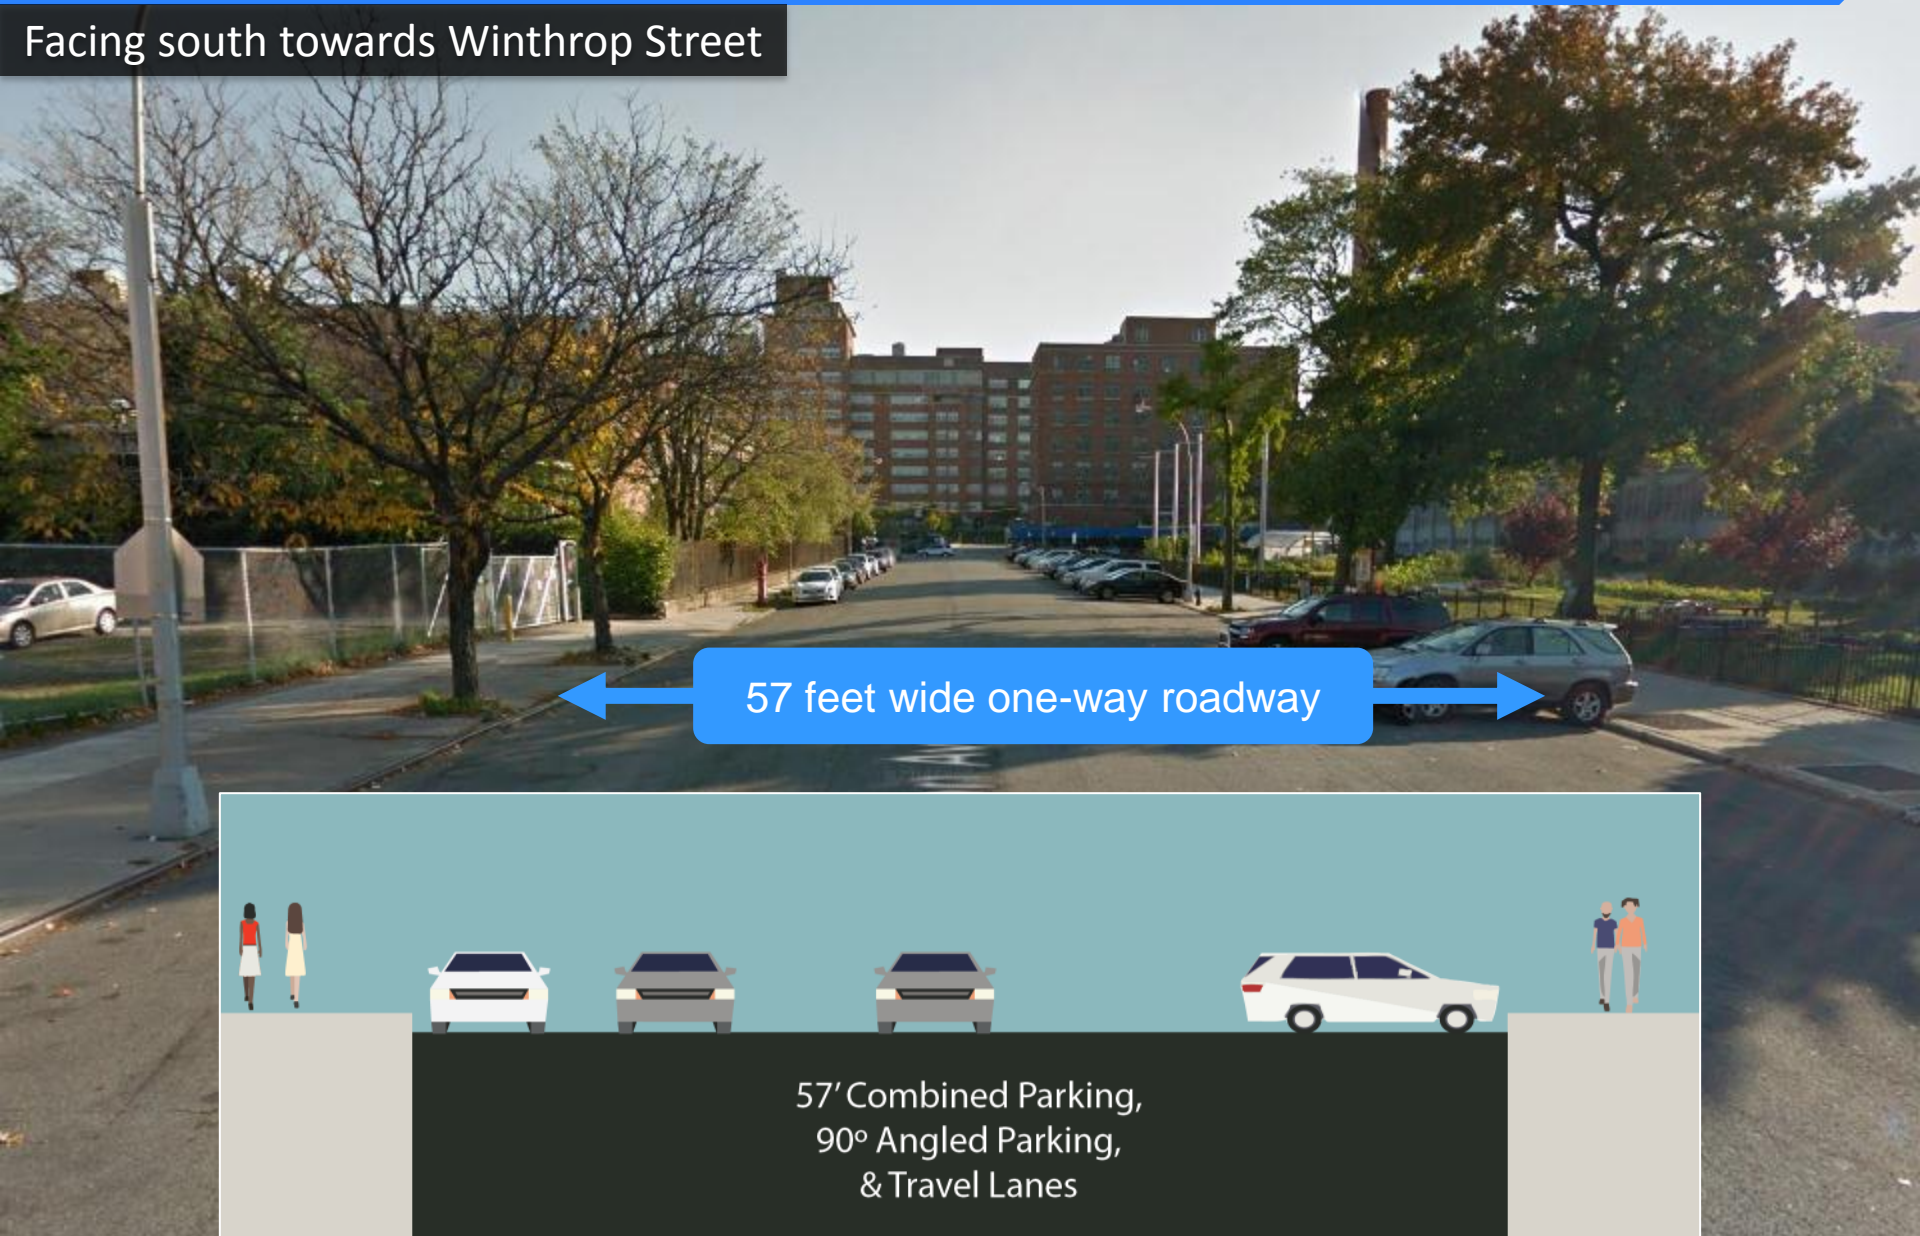 Facing south towards Winthrop Street
57 feet wide one-way roadway
57' Combined Parking,
90º Angled Parking,
& Travel Lanes